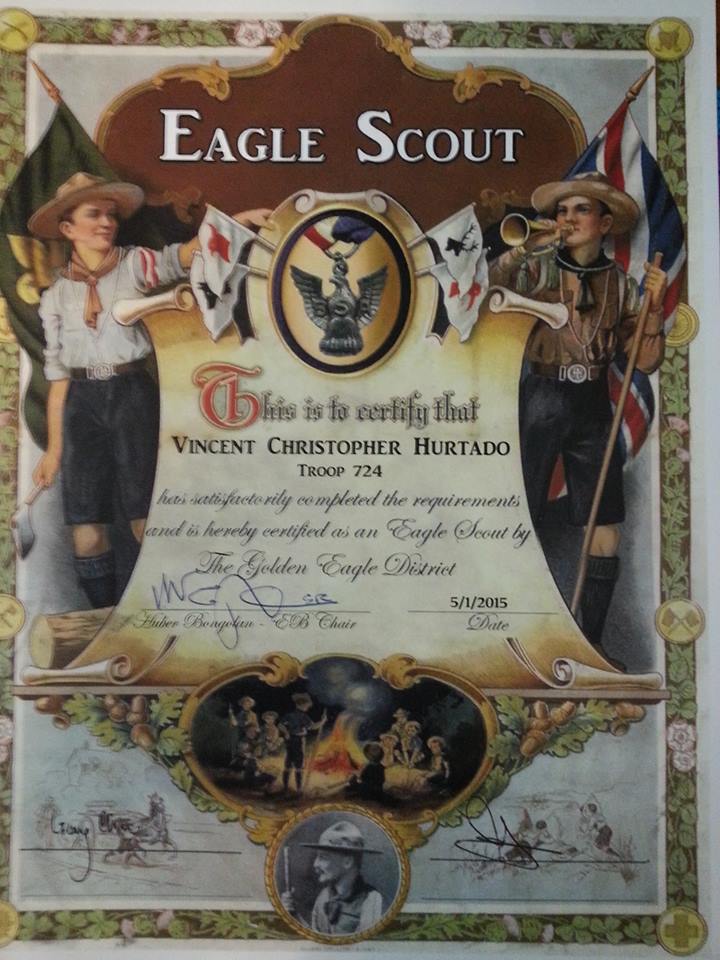 EAGLE SCOUT
This is to certify that
VINCENT CHRISTOPHER HURTADO
TROOP 724
has satisfactorily completed the requirements
and is hereby certified as an Eagle Scout by
The Golden Eagle District
5/1/2015
Huber Bongolan - EB Chair
Date